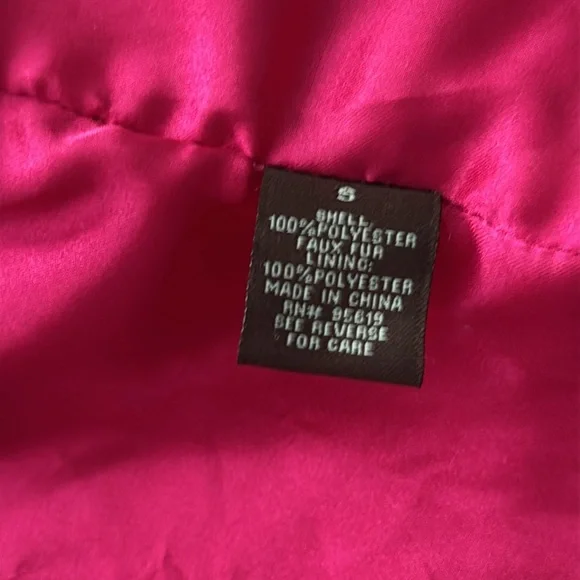 S
SHELL:
100%POLYESTER
FAUX FUR
LINING:
100%POLYESTER
MADE IN CHINA
RN# 95619
SEE REVERSE
FOR CARE